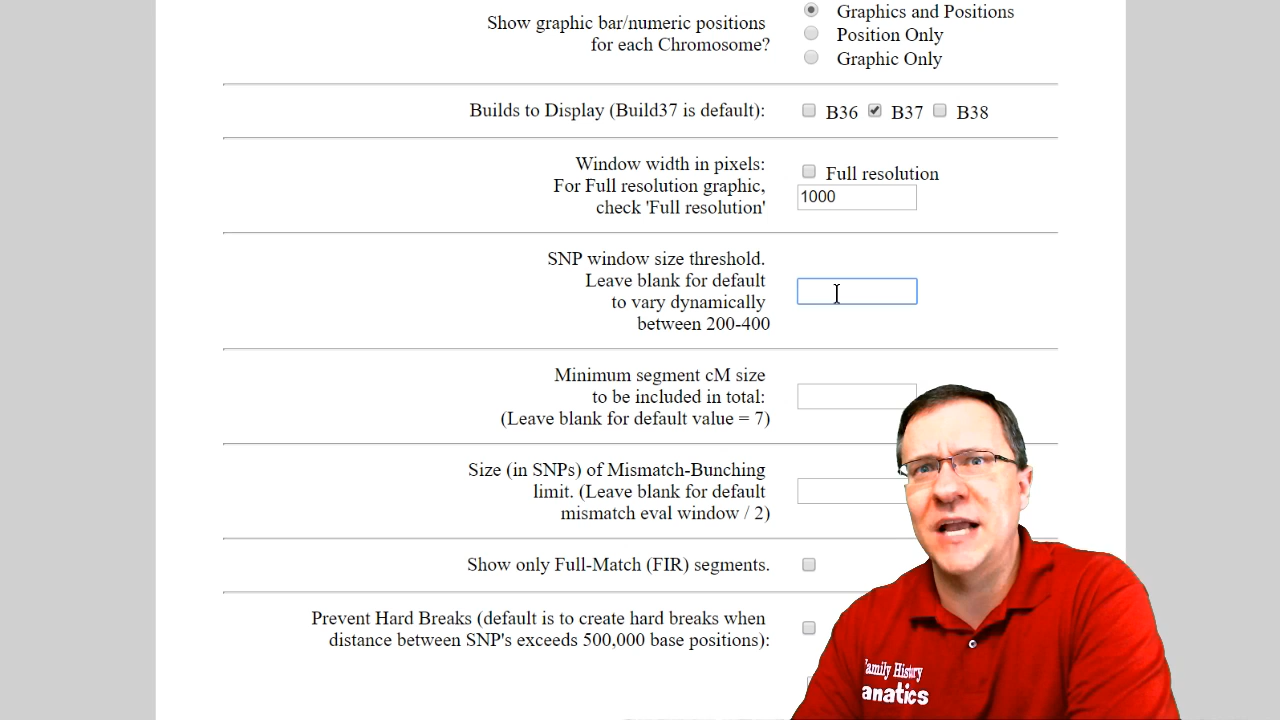 Show graphic bar/numeric positions
for each Chromosome?
Graphics and Positions
Position Only
Graphic Only
Builds to Display (Build37 is default):
B36 B37 B38
Window width in pixels:
For Full resolution graphic,
check 'Full resolution'
Full resolution
1000
SNP window size threshold.
Leave blank for default
to vary dynamically
between 200-400
Minimum segment cM size
to be included in total:
(Leave blank for default value = 7)
Size (in SNPs) of Mismatch-Bunching
limit. (Leave blank for default
mismatch eval window / 2)
Show only Full-Match (FIR) segments.
Prevent Hard Breaks (default is to create hard breaks when
distance between SNP's exceeds 500,000 base positions):
Family History
anatics